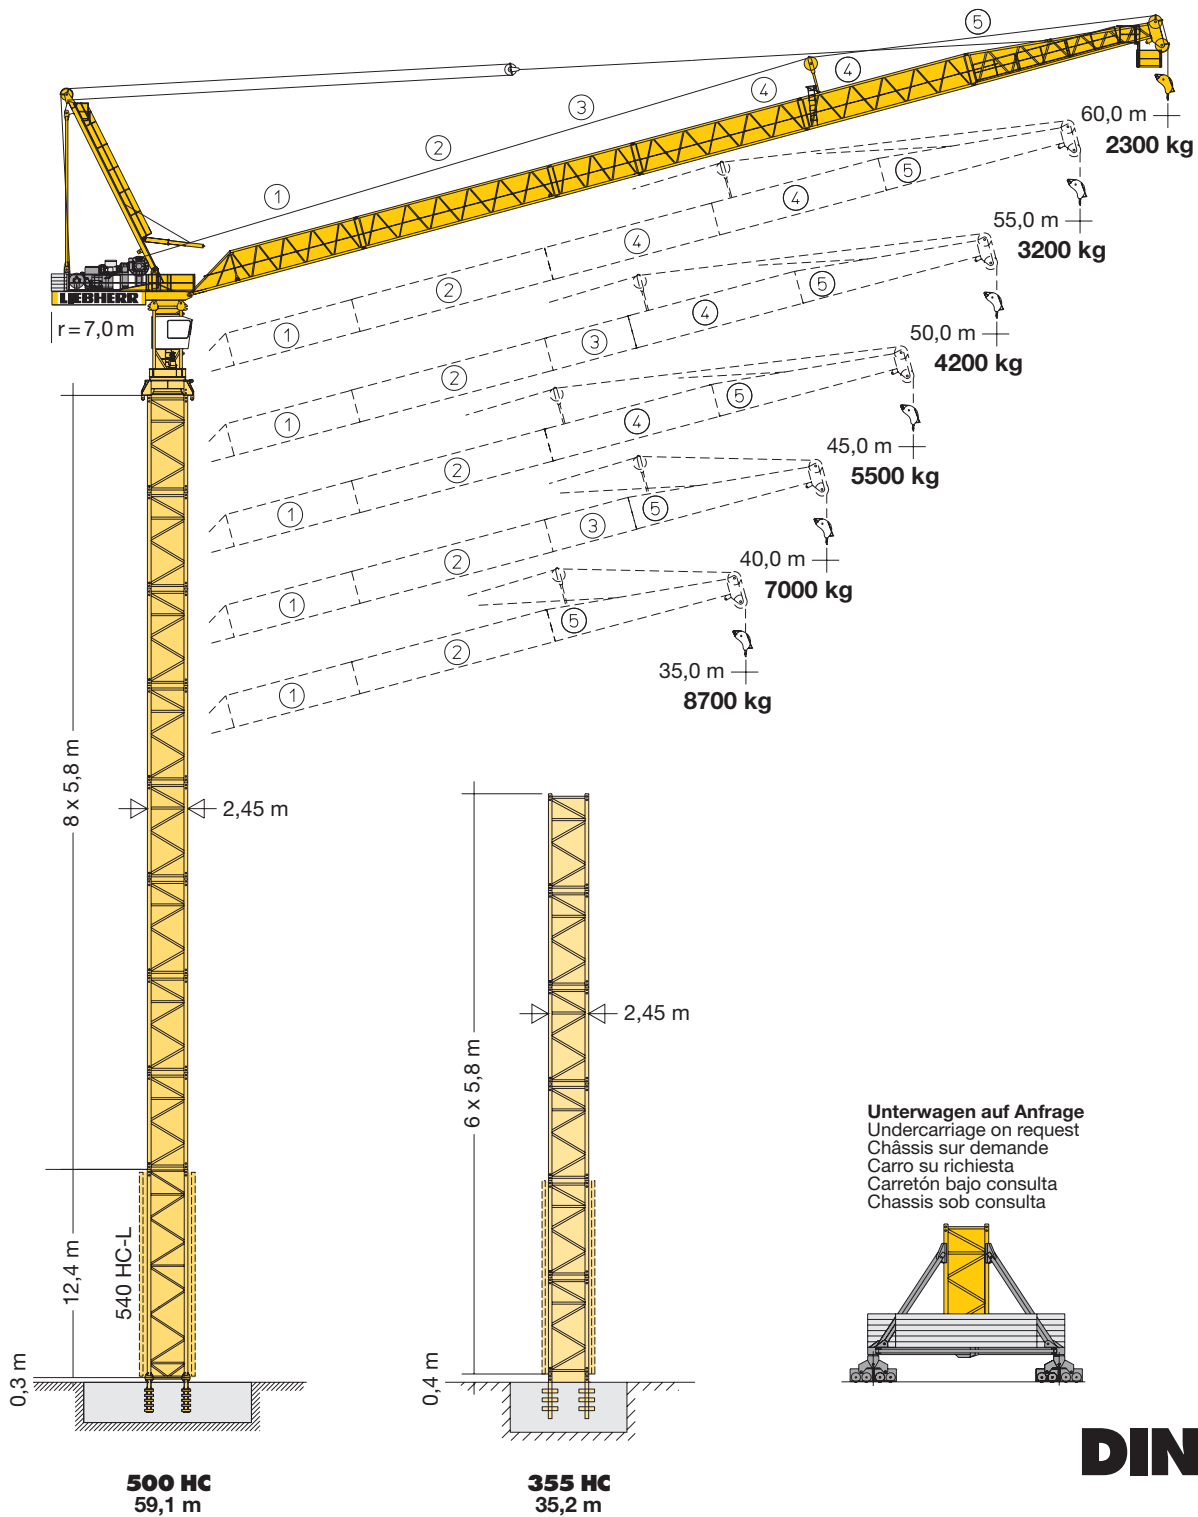 5
4
4
3
2
1
60,0 m
2300 kg
LIEBHERR
r = 7,0 m
1
2
4
4
5
55,0 m
3200 kg
1
2
3
4
5
50,0 m
4200 kg
1
2
4
5
45,0 m
5500 kg
1
2
3
5
40,0 m
7000 kg
1
2
5
35,0 m
8700 kg
8 x 5,8 m
2,45 m
12,4 m
540 HC-L
0,3 m
500 HC
59,1 m
6 x 5,8 m
2,45 m
0,4 m
355 HC
35,2 m
Unterwagen auf Anfrage
Undercarriage on request
Châssis sur demande
Carro su richiesta
Carretón bajo consulta
Chassis sob consulta
DIN